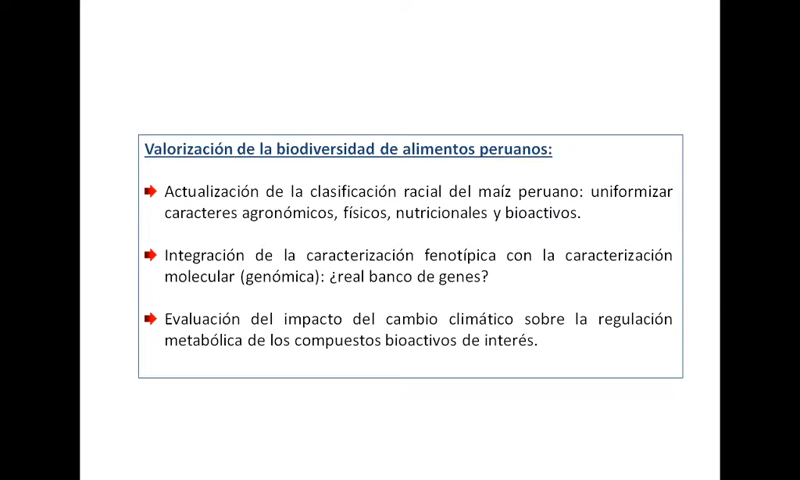 Valorización de la biodiversidad de alimentos peruanos:
Actualización de la clasificación racial del maíz peruano: uniformizar
caracteres agronómicos, físicos, nutricionales y bioactivos.
Integración de la caracterización fenotípica con la caracterización
molecular (genómica): ¿real banco de genes?
Evaluación del impacto del cambio climático sobre la regulación
metabólica de los compuestos bioactivos de interés.